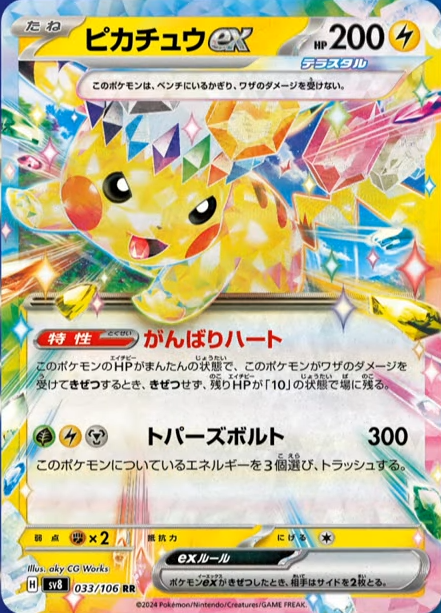 たね ピカチュウex HP200
テラスタル
このポケモンは、ベンチにいるかぎり、ワザのダメージを受けない。
特性 がんばりハート
このポケモンのHPがまんたんの状態で、このポケモンがワザのダメージを
受けてきぜつするとき、きぜつせず、残りHPが「10」の状態で場に残る。
トパーズボルト 300
このポケモンについているエネルギーを3個選び、トラッシュする。
弱点 ×2 抵抗力 にげる
Illus. aky CG Works
exルール
ポケモンexがきぜつしたとき、相手はサイドを2枚とる。
H sv8 033/106 RR
©2024 Pokémon/Nintendo/Creatures/GAME FREAK.